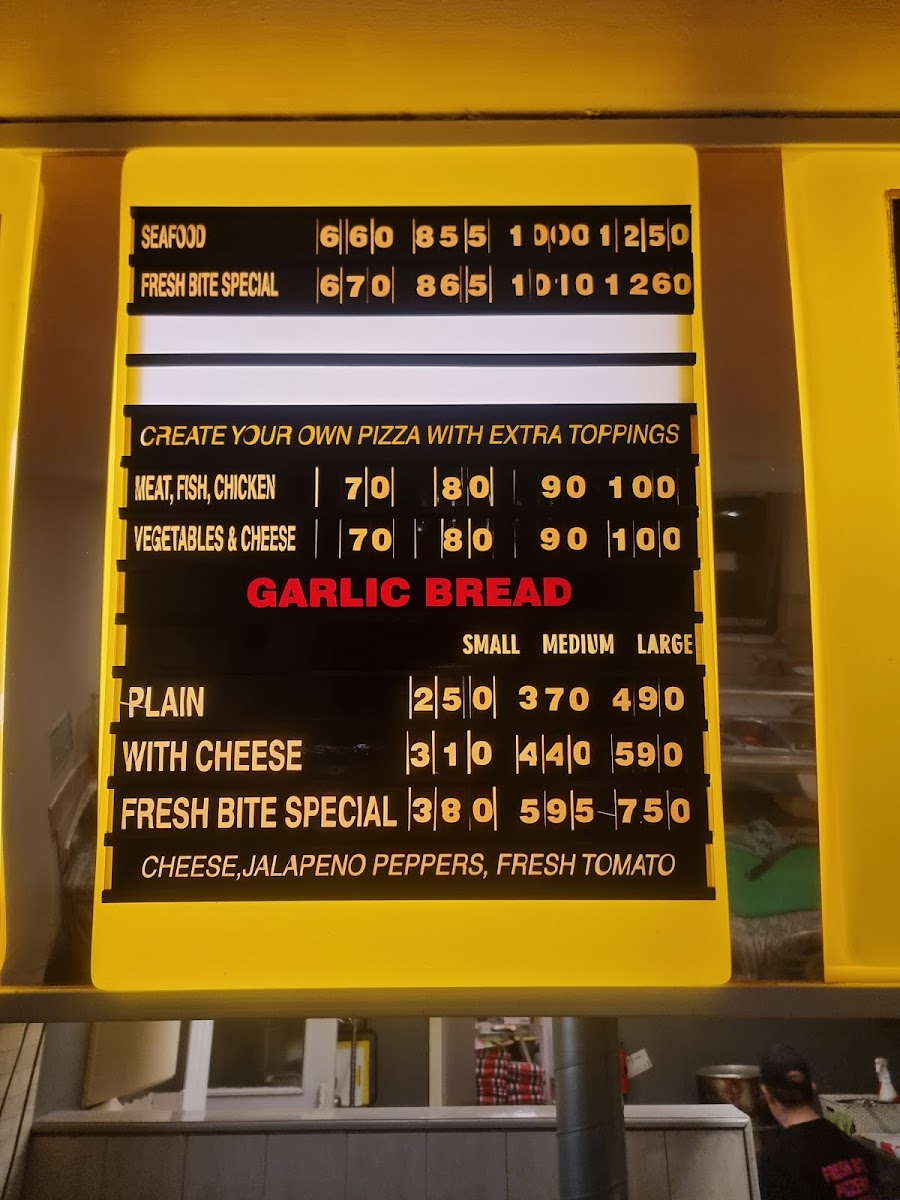 SEAFOOD 660 855 1000 1250
FRESH BITE SPECIAL 670 865 1010 1260
CREATE YOUR OWN PIZZA WITH EXTRA TOPPINGS
MEAT, FISH, CHICKEN 70 80 90 100
VEGETABLES & CHEESE 70 80 90 100
GARLIC BREAD
SMALL MEDIUM LARGE
PLAIN 250 370 490
WITH CHEESE 310 440 590
FRESH BITE SPECIAL 380 595 750
CHEESE,JALAPENO PEPPERS, FRESH TOMATO